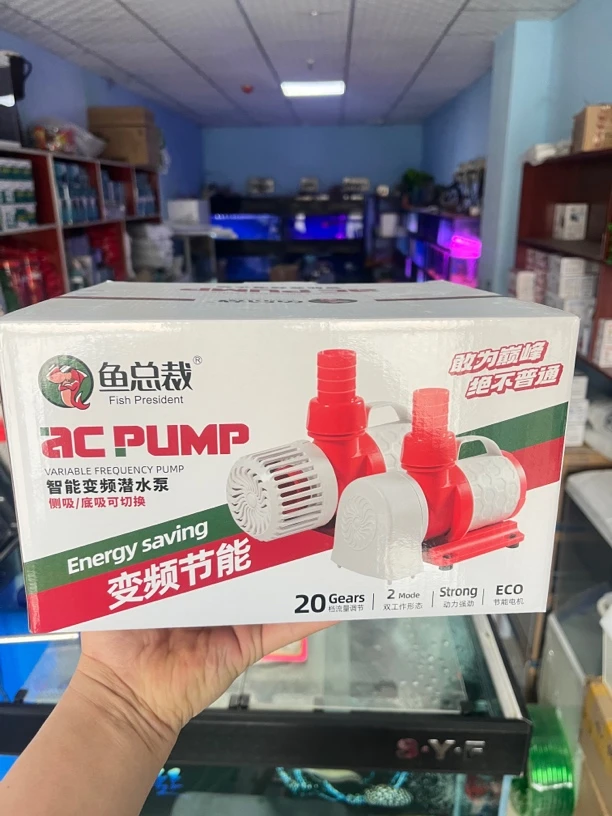 鱼总裁®
Fish President
敢为巅峰
绝不普通
ac PUMP
VARIABLE FREQUENCY PUMP
智能变频潜水泵
侧吸/底吸可切换
Energy saving
变频节能
20 Gears
档流量调节
2 Mode
双工作形态
Strong
动力强劲
ECO
节能电机
S·Y·F